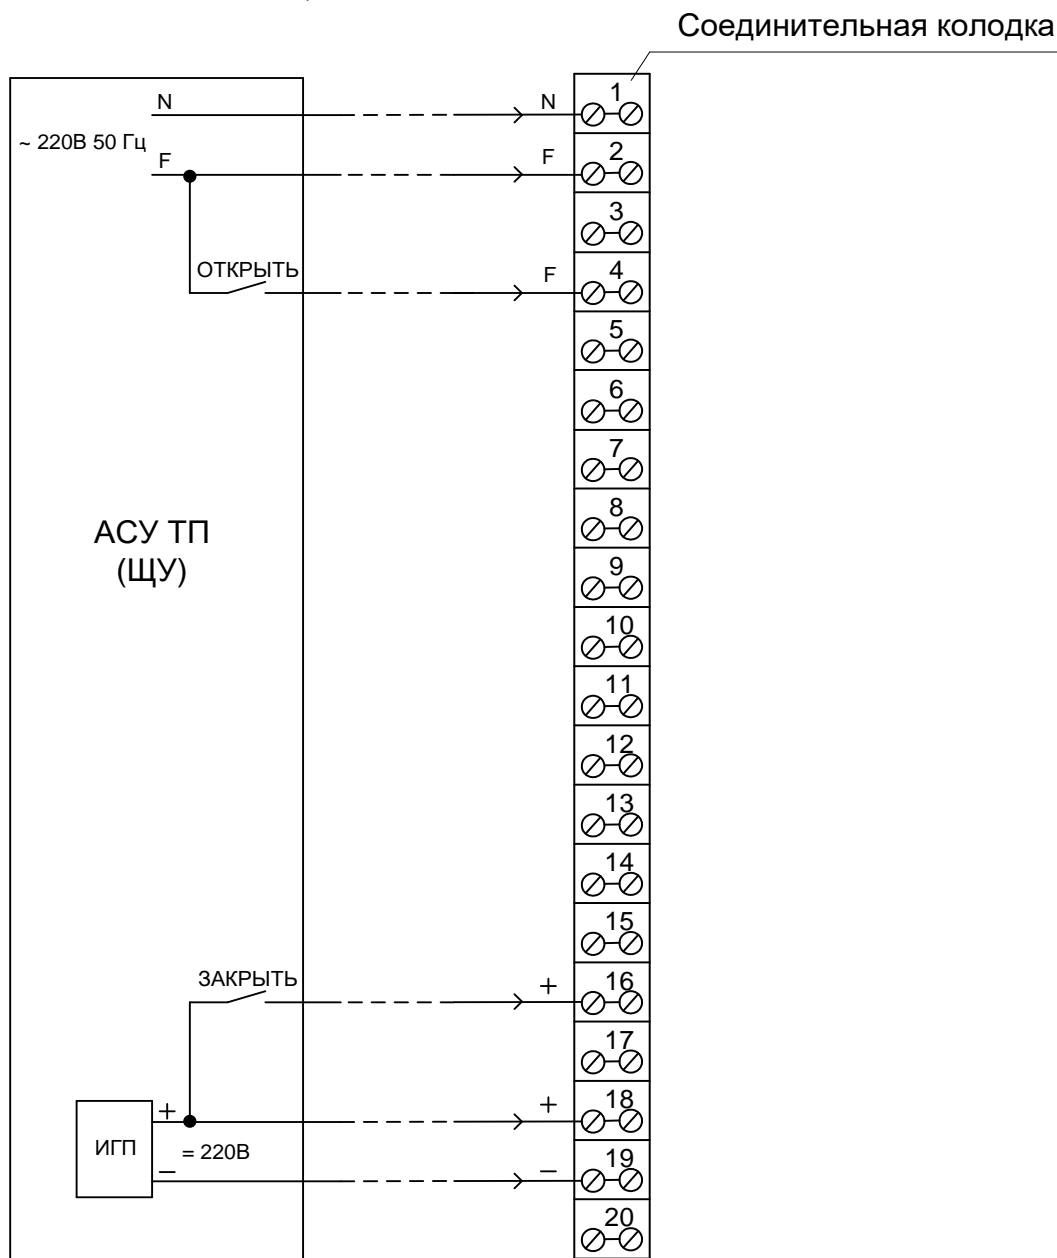 Соединительная колодка
N
N
1
~ 220В 50 Гц
F
F
2
3
ОТКРЫТЬ
F
4
5
6
7
АСУ ТП
(ЩУ)
8
9
10
11
12
13
14
15
ЗАКРЫТЬ
+
16
17
ИГП
+
+
18
= 220В
–
–
19
20